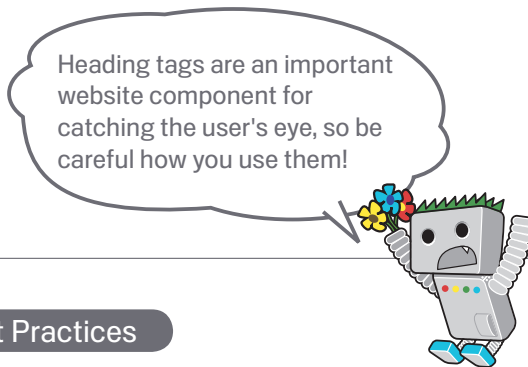 Heading tags are an important
website component for
catching the user's eye, so be
careful how you use them!
t Practices